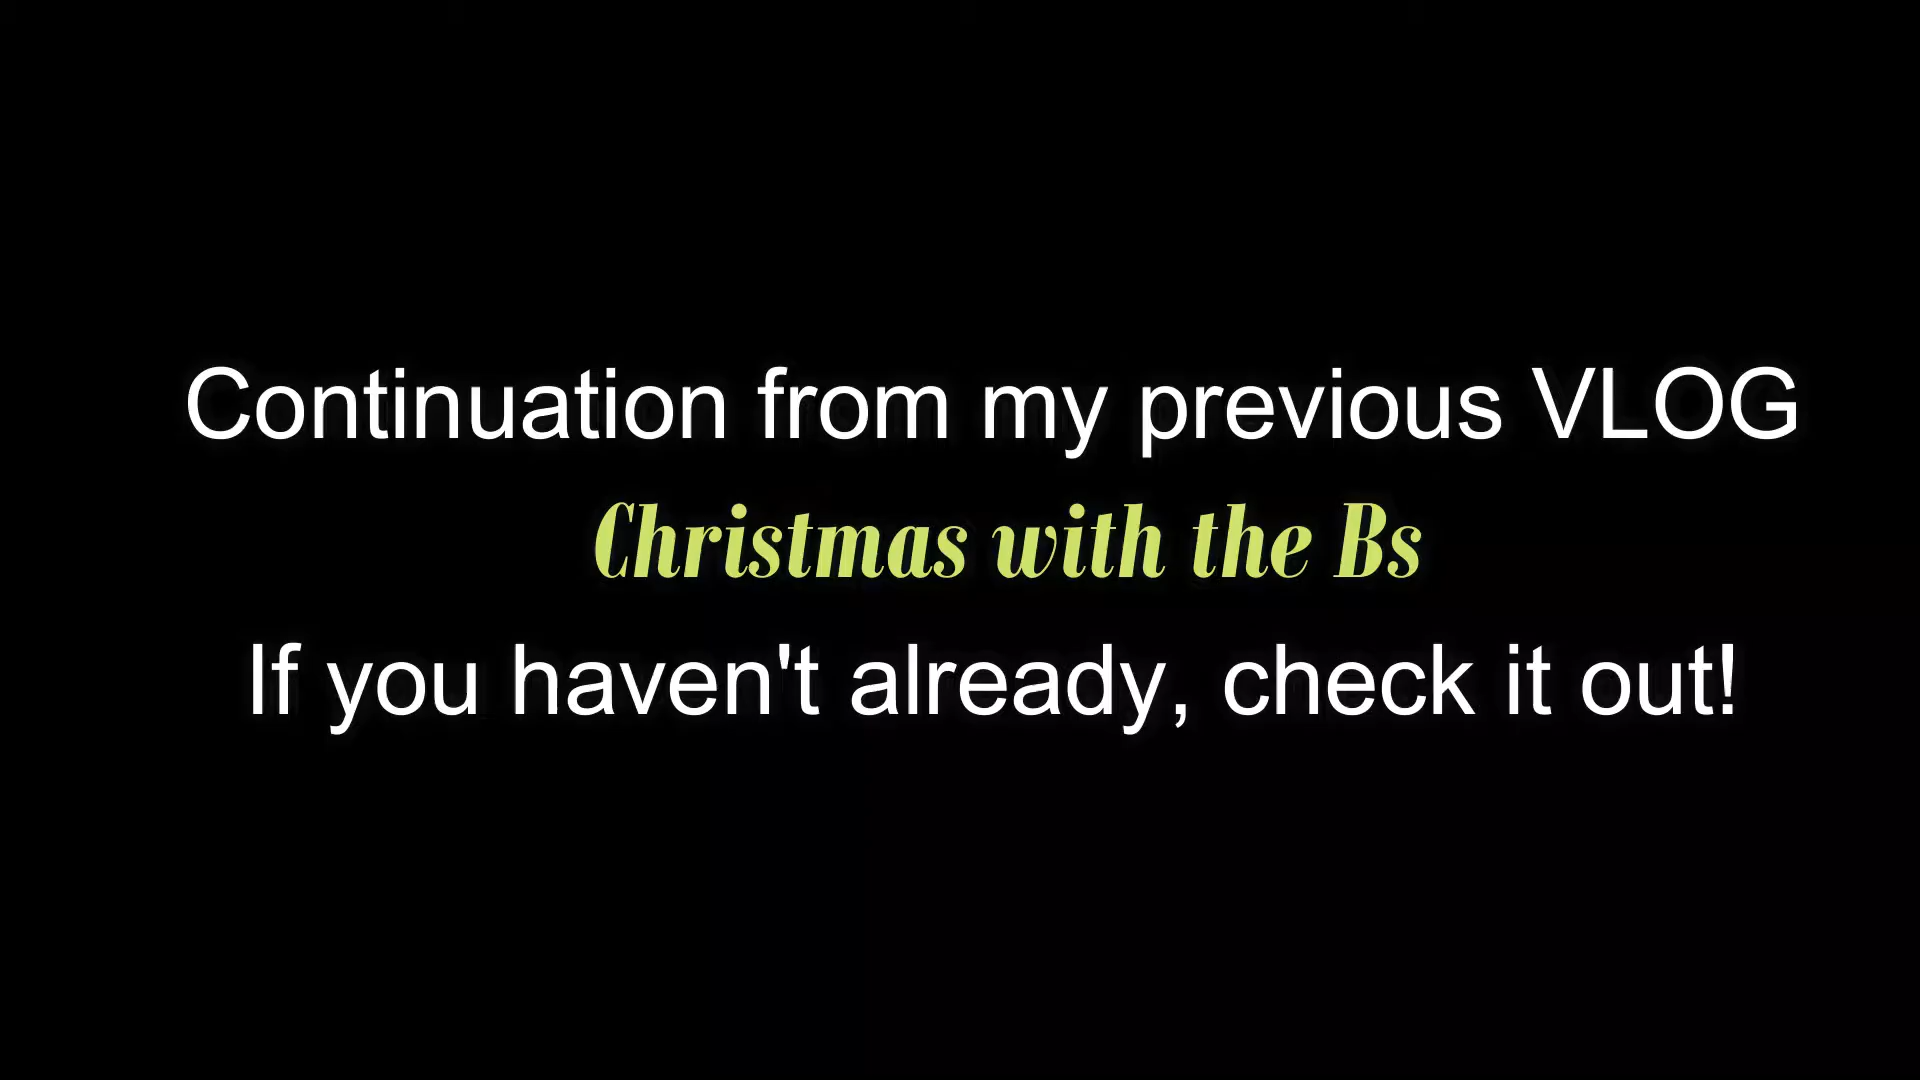 Continuation from my previous VLOG
Christmas with the Bs
If you haven't already, check it out!